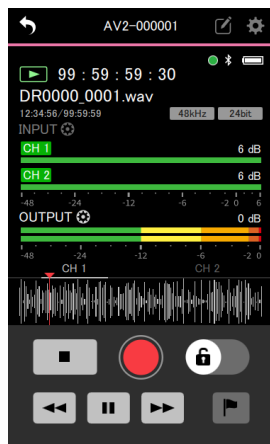 AV2-000001
99 : 59 : 59 : 30
DR0000_0001.wav
12:34:56/99:59:59 48kHz 24bit
INPUT
CH 1 6 dB
CH 2 6 dB
-48 -24 -12 -6 -2 0 6
OUTPUT 0 dB
-48 -24 -12 -6 -2 0
CH 1 CH 2